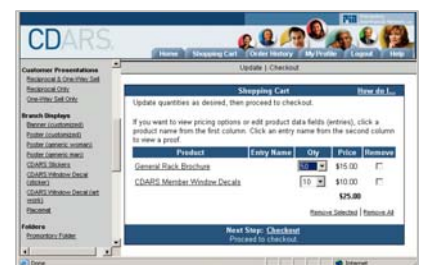 CDARS
Home Shopping Cart Order History My Profile Logout Help
Customer Presentations
Reciprocal & One-Way Sell
Reciprocal Only
One-Way Sell Only
Branch Displays
Banner (customized)
Poster (customized)
Poster (generic woman)
Poster (generic man)
CDARS Stickers
CDARS Window Decal (sticker)
CDARS Window Decal (art work)
Placemat
Folders
Promontory Folder
Update | Checkout
Shopping Cart How do I...
Update quantities as desired, then proceed to checkout.
If you want to view pricing options or edit product data fields (entries), click a
product name from the first column. Click an entry name from the second column
to view a proof.
Product Entry Name Qty Price Remove
General Rack Brochure 50 $15.00
CDARS Member Window Decals 10 $10.00
$25.00
Remove Selected | Remove All
Next Step: Checkout
Proceed to checkout.
Done Internet